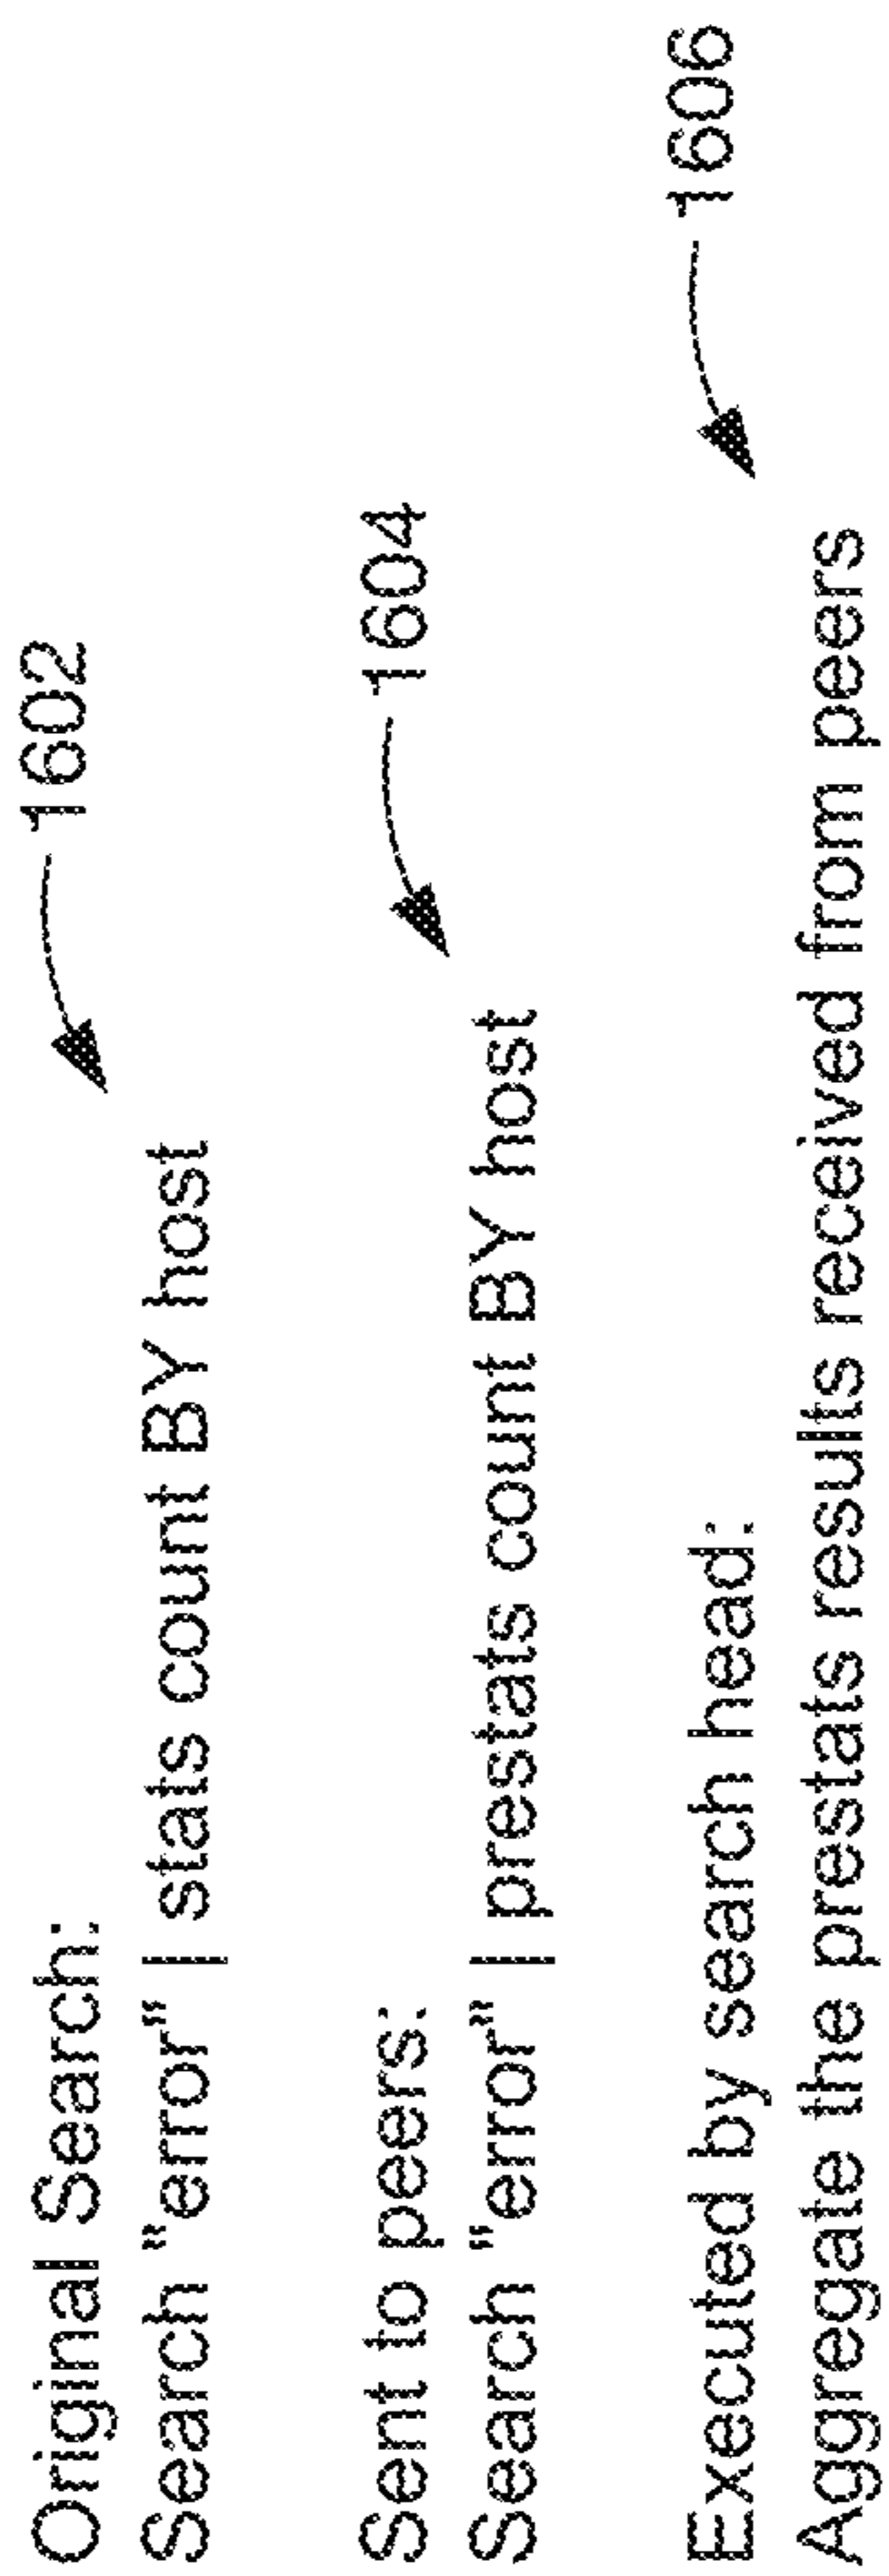 Original Search: 1602
Search "error" | stats count BY host
Sent to peers: 1604
Search "error" | prestats count BY host
Executed by search head: 1606
Aggregate the prestats results received from peers